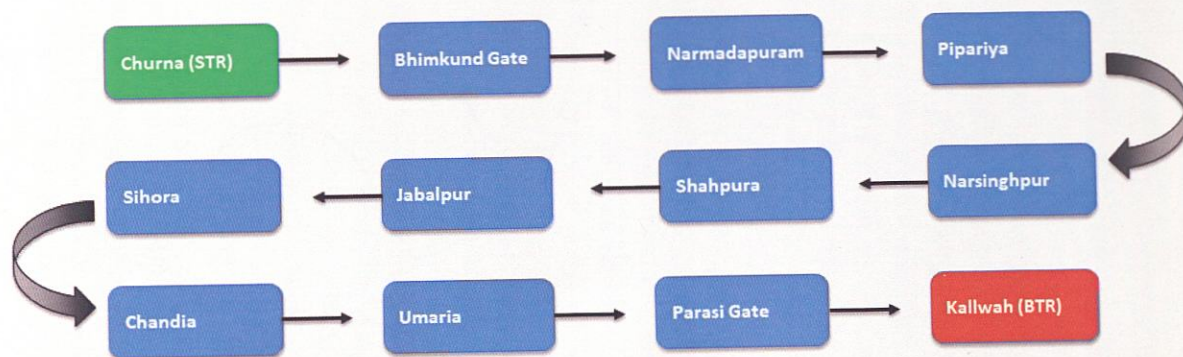 Churna (STR)
Bhimkund Gate
Narmadapuram
Pipariya
Narsinghpur
Shahpura
Jabalpur
Sihora
Chandia
Umaria
Parasi Gate
Kallwah (BTR)